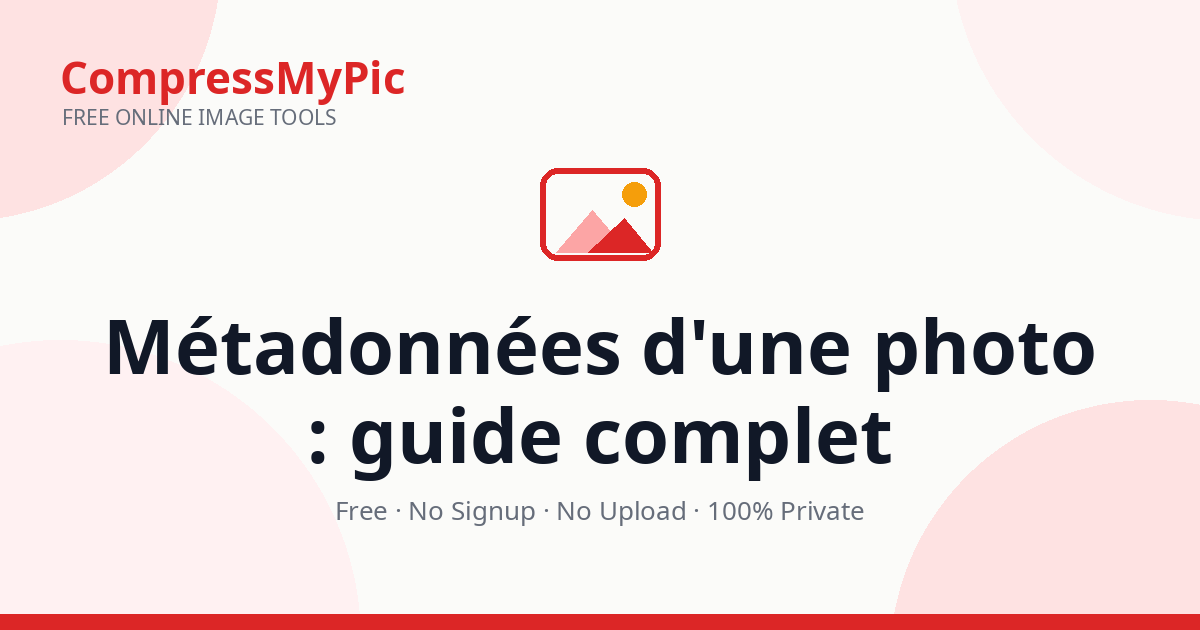 CompressMyPic
FREE ONLINE IMAGE TOOLS
Métadonnées d'une photo
: guide complet
Free · No Signup · No Upload · 100% Private